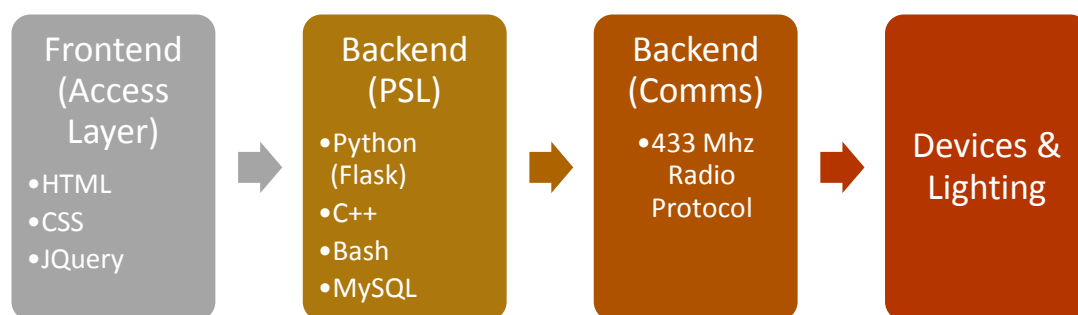 Frontend
(Access
Layer)
•HTML
•CSS
•JQuery
Backend
(PSL)
•Python
(Flask)
•C++
•Bash
•MySQL
Backend
(Comms)
•433 Mhz
Radio
Protocol
Devices &
Lighting